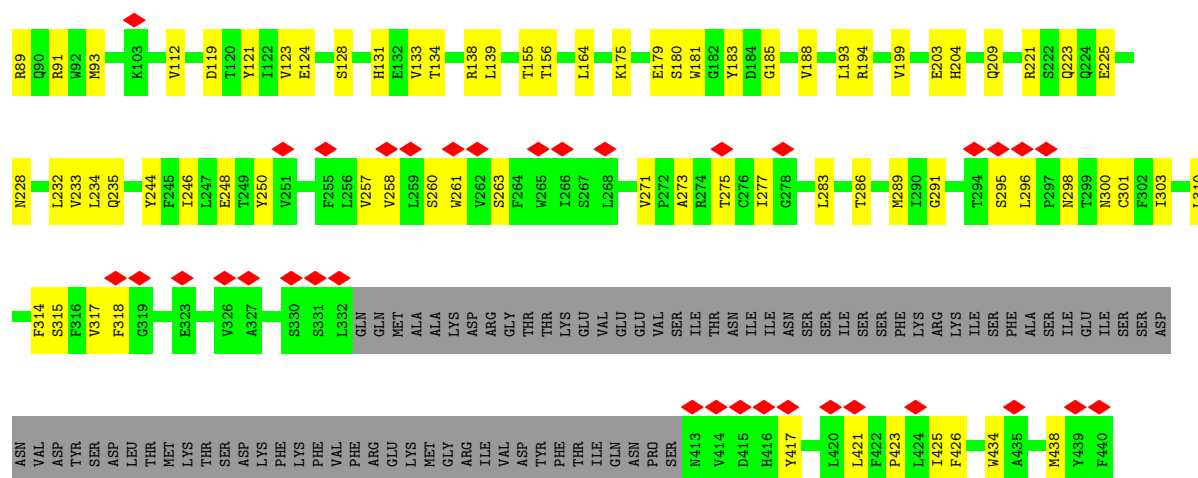 R89 Q90 R91 W92 M93 K103 V112 D119 T120 Y121 I122 V123 E124 S128 H131 E132 V133 T134 R138 L139 T155 T156 L164 K175 E179 S180 W181 G182 Y183 D184 G185 V188 L193 R194 V199 E203 H204 Q209 R221 S222 Q223 Q224 E225
N228 L232 V233 L234 Q235 Y244 F245 I246 L247 E248 T249 Y250 V251 F255 L256 V257 V258 L259 S260 W261 V262 S263 F264 W265 I266 S267 L268 V271 P272 A273 R274 T275 C276 I277 G278 L283 T286 M289 I290 G291 T294 S295 L296 P297 N298 T299 N300 C301 F302 I303 L310
F314 S315 F316 V317 F318 G319 E323 V326 A327 S330 S331 L332 GLN GLN MET ALA ALA LYS ASP ARG GLY THR THR LYS GLU VAL GLU GLU VAL SER ILE THR ASN ILE ILE ASN SER SER ILE SER SER PHE LYS ARG LYS ILE SER PHE ALA SER ILE GLU ILE SER SER ASP
ASN VAL ASP TYR SER ASP LEU THR MET LYS THR SER ASP LYS PHE LYS PHE VAL PHE ARG GLU LYS MET GLY ARG ILE VAL ASP TYR PHE THR ILE GLN ASN PRO SER N413 V414 D415 H416 Y417 L420 L421 F422 P423 L424 I425 F426 W434 A435 M438 Y439 F440